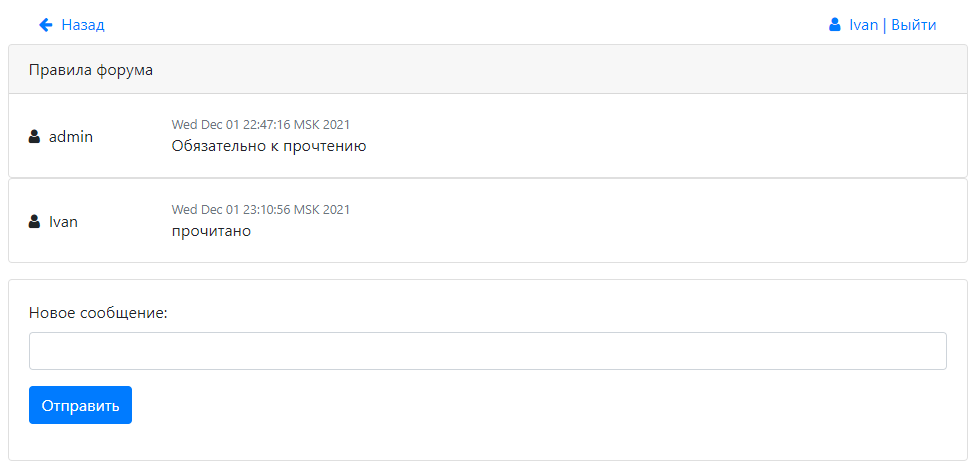 Назад
Ivan | Выйти
Правила форума
admin
Wed Dec 01 22:47:16 MSK 2021
Обязательно к прочтению
Ivan
Wed Dec 01 23:10:56 MSK 2021
прочитано
Новое сообщение:
Отправить